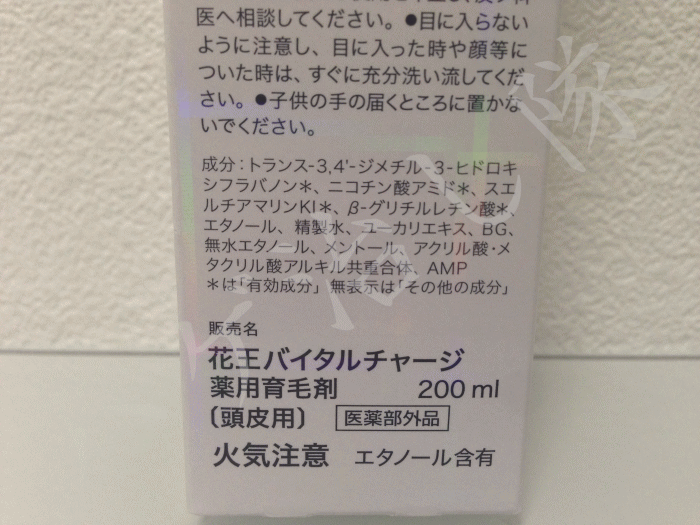 医へ相談してください。●目に入らない
ように注意し、目に入った時や顔等に
ついた時は、すぐに充分洗い流してくだ
さい。●子供の手の届くところに置かな
いでください。
成分：トランス-3,4'-ジメチル-3-ヒドロキ
シフラバノン＊、ニコチン酸アミド＊、スエ
ルチアマリンKI＊、β-グリチルレチン酸＊、
エタノール、精製水、ユーカリエキス、BG、
無水エタノール、メントール、アクリル酸・メ
タクリル酸アルキル共重合体、AMP
＊は「有効成分」無表示は「その他の成分」
販売名
花王バイタルチャージ
薬用育毛剤 200 ml
〔頭皮用〕 医薬部外品
火気注意 エタノール含有